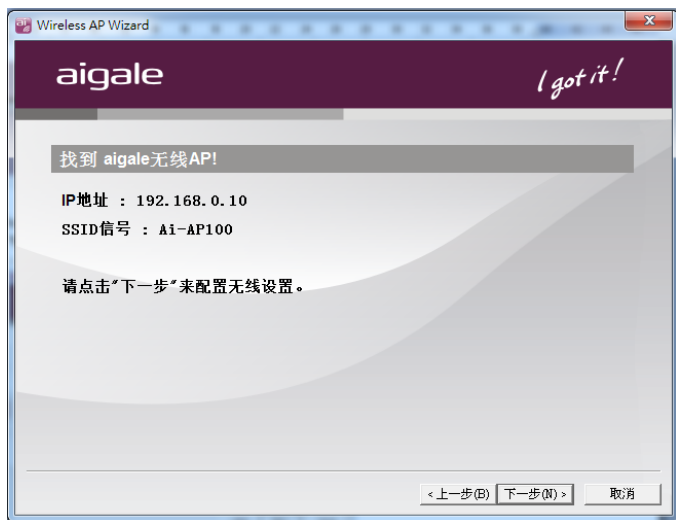 Wireless AP Wizard
aigale
I got it!
找到 aigale无线AP!
IP地址 : 192.168.0.10
SSID信号 : Ai-AP100
请点击"下一步"来配置无线设置。
<上一步(B) 下一步(N)> 取消